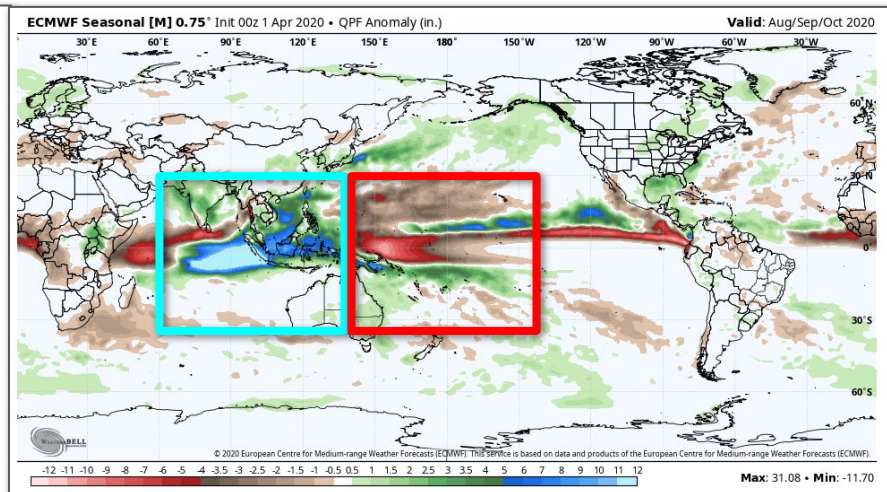 ECMWF Seasonal [M] 0.75° Init 00z 1 Apr 2020 • QPF Anomaly (in.) Valid: Aug/Sep/Oct 2020
30°E 60°E 90°E 120°E 150°E 180° 150°W 120°W 90°W 60°W 30°W
60°N
30°N
0°
30°S
60°S
WEATHERBELL
© 2020 European Centre for Medium-range Weather Forecasts (ECMWF). This service is based on data and products of the European Centre for Medium-range Weather Forecasts (ECMWF).
-12 -11 -10 -9 -8 -7 -6 -5 -4 -3.5 -3 -2.5 -2 -1.5 -1 -0.5 0.5 1 1.5 2 2.5 3 3.5 4 5 6 7 8 9 10 11 12 Max: 31.08 • Min: -11.70